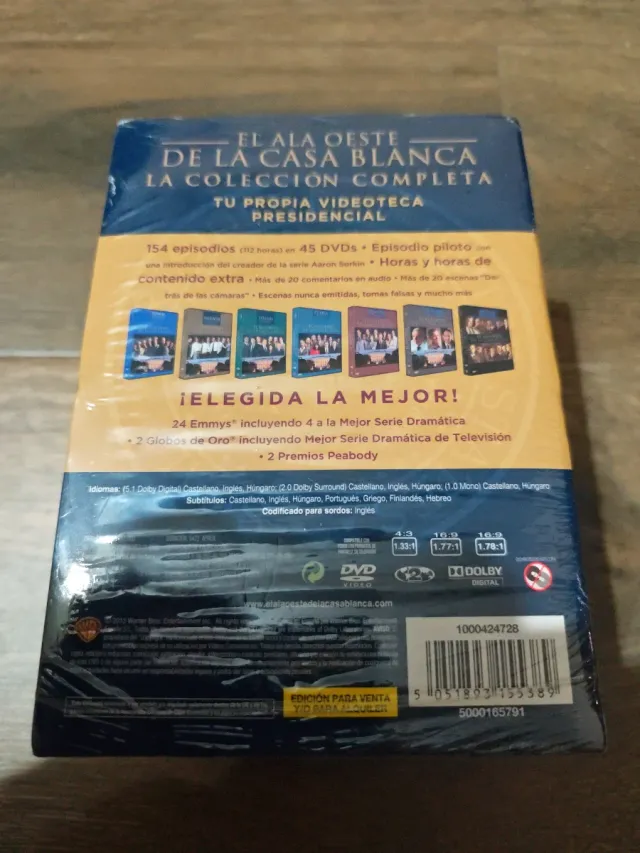 EL ALA OESTE
DE LA CASA BLANCA
LA COLECCIÓN COMPLETA
TU PROPIA VIDEOTECA
PRESIDENCIAL
154 episodios (112 horas) en 45 DVDs • Episodio piloto con
una introducción del creador de la serie Aaron Sorkin • Horas y horas de
contenido extra • Más de 20 comentarios en audio • Más de 20 escenas "De-
trás de las cámaras" • Escenas nunca emitidas, tomas falsas y mucho más
¡ELEGIDA LA MEJOR!
24 Emmys® incluyendo 4 a la Mejor Serie Dramática
• 2 Globos de Oro® incluyendo Mejor Serie Dramática de Televisión
• 2 Premios Peabody
Idiomas: (5.1 Dolby Digital) Castellano, Inglés, Húngaro; (2.0 Dolby Surround) Castellano, Inglés, Húngaro; (1.0 Mono) Castellano, Húngaro
Subtítulos: Castellano, Inglés, Húngaro, Portugués, Griego, Finlandés, Hebreo
Codificado para sordos: Inglés
4:3 16:9 16:9
1.33:1 1.77:1 1.78:1
DVD VIDEO 2 DOLBY DIGITAL
www.elalaoestedelacasablanca.com
1000424728
EDICIÓN PARA VENTA
Y/O PARA ALQUILER
5 051893 155389
5000165791